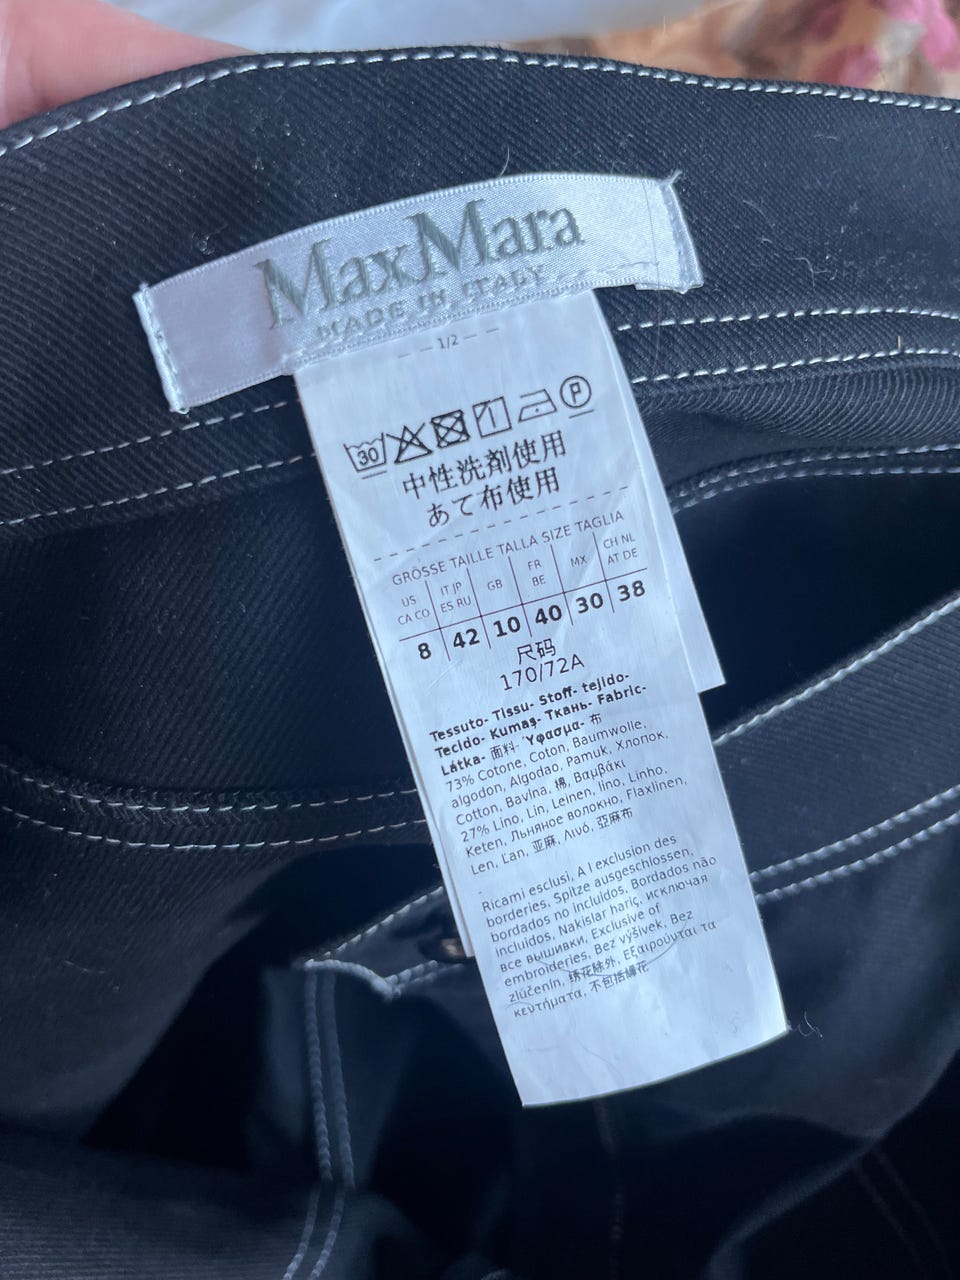 MaxMara
MADE IN ITALY
— — 1/2 —
30 P
中性洗剤使用
あて布使用
GRÖSSE TAILLE TALLA SIZE TAGLIA
US CA CO | IT JP ES RU | GB | FR BE | MX | CH NL AT DE
8 | 42 | 10 | 40 | 30 | 38
尺码
170/72A
Tessuto- Tissu- Stoff- tejido-
Tecido- Kumaş- Ткань- Fabric-
Látka- 面料- Ύφασμα- 布
73% Cotone, Coton, Baumwolle,
algodon, Algodao, Pamuk, Хлопок,
Cotton, Bavlna, 棉, Βαμβάκι
27% Lino, Lin, Leinen, lino, Linho,
Keten, Льняное волокно, Flaxlinen,
Len, Ľan, 亚麻, Λινό, 亞麻布
Ricami esclusi, A l exclusion des
borderies, Spitze ausgeschlossen,
bordados no incluidos, Bordados não
incluidos, Nakislar hariç, исключая
все вышивки, Exclusive of
embroideries, Bez výšivek, Bez
zlúčenin, 绣花除外, Εξαιρούνται τα
κεντήματα, 不包括繡花